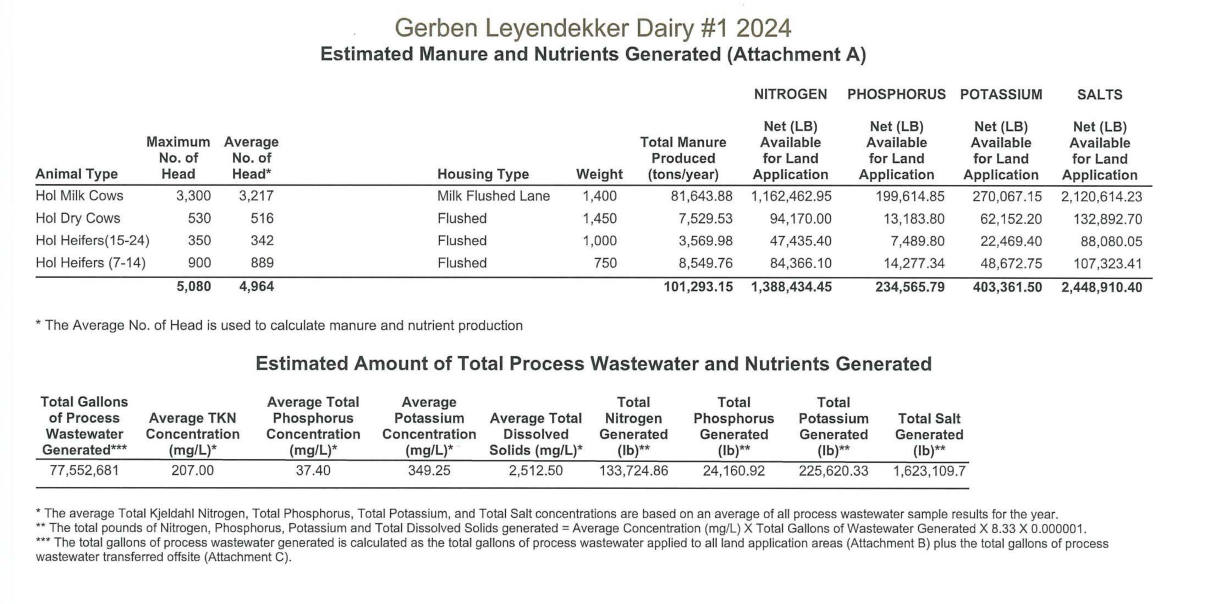 Gerben Leyendekker Dairy #1 2024
Estimated Manure and Nutrients Generated (Attachment A)
NITROGEN PHOSPHORUS POTASSIUM SALTS
Net (LB) Net (LB) Net (LB) Net (LB)
Maximum Average Total Manure Available Available Available Available
No. of No. of Produced for Land for Land for Land for Land
Animal Type Head Head* Housing Type Weight (tons/year) Application Application Application Application
Hol Milk Cows 3,300 3,217 Milk Flushed Lane 1,400 81,643.88 1,162,462.95 199,614.85 270,067.15 2,120,614.23
Hol Dry Cows 530 516 Flushed 1,450 7,529.53 94,170.00 13,183.80 62,152.20 132,892.70
Hol Heifers(15-24) 350 342 Flushed 1,000 3,569.98 47,435.40 7,489.80 22,469.40 88,080.05
Hol Heifers (7-14) 900 889 Flushed 750 8,549.76 84,366.10 14,277.34 48,672.75 107,323.41
5,080 4,964 101,293.15 1,388,434.45 234,565.79 403,361.50 2,448,910.40
* The Average No. of Head is used to calculate manure and nutrient production
Estimated Amount of Total Process Wastewater and Nutrients Generated
Total Gallons Average Total Average Total Total Total
of Process Average TKN Phosphorus Potassium Average Total Nitrogen Phosphorus Potassium Total Salt
Wastewater Concentration Concentration Concentration Dissolved Generated Generated Generated Generated
Generated*** (mg/L)* (mg/L)* (mg/L)* Solids (mg/L)* (lb)** (lb)** (lb)** (lb)**
77,552,681 207.00 37.40 349.25 2,512.50 133,724.86 24,160.92 225,620.33 1,623,109.7
* The average Total Kjeldahl Nitrogen, Total Phosphorus, Total Potassium, and Total Salt concentrations are based on an average of all process wastewater sample results for the year.
** The total pounds of Nitrogen, Phosphorus, Potassium and Total Dissolved Solids generated = Average Concentration (mg/L) X Total Gallons of Wastewater Generated X 8.33 X 0.000001.
*** The total gallons of process wastewater generated is calculated as the total gallons of process wastewater applied to all land application areas (Attachment B) plus the total gallons of process
wastewater transferred offsite (Attachment C).